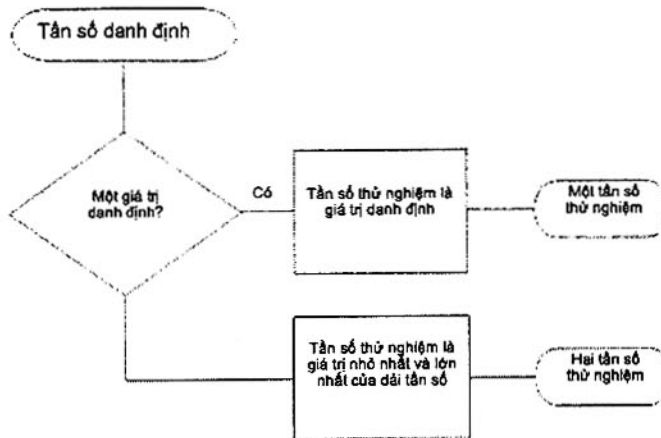 Tần số danh định
Một giá trị
danh định?
Có
Tần số thử nghiệm là
giá trị danh định
Một tần số
thử nghiệm
Tần số thử nghiệm là
giá trị nhỏ nhất và lớn
nhất của dải tần số
Hai tần số
thử nghiệm